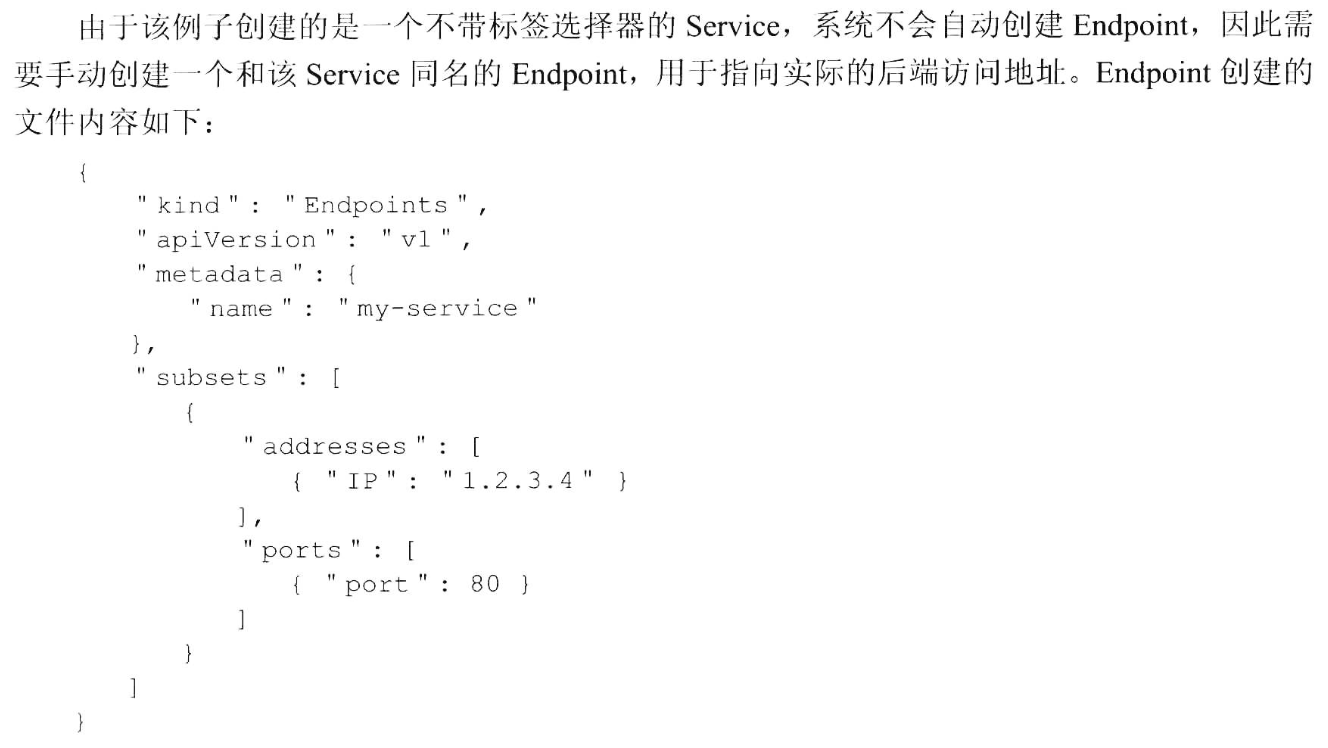 由于该例子创建的是一个不带标签选择器的 Service，系统不会自动创建 Endpoint，因此需
要手动创建一个和该 Service 同名的 Endpoint，用于指向实际的后端访问地址。Endpoint 创建的
文件内容如下：
{
    "kind": "Endpoints",
    "apiVersion": "v1",
    "metadata": {
        "name": "my-service"
    },
    "subsets": [
        {
            "addresses": [
                { "IP": "1.2.3.4" }
            ],
            "ports": [
                { "port": 80 }
            ]
        }
    ]
}